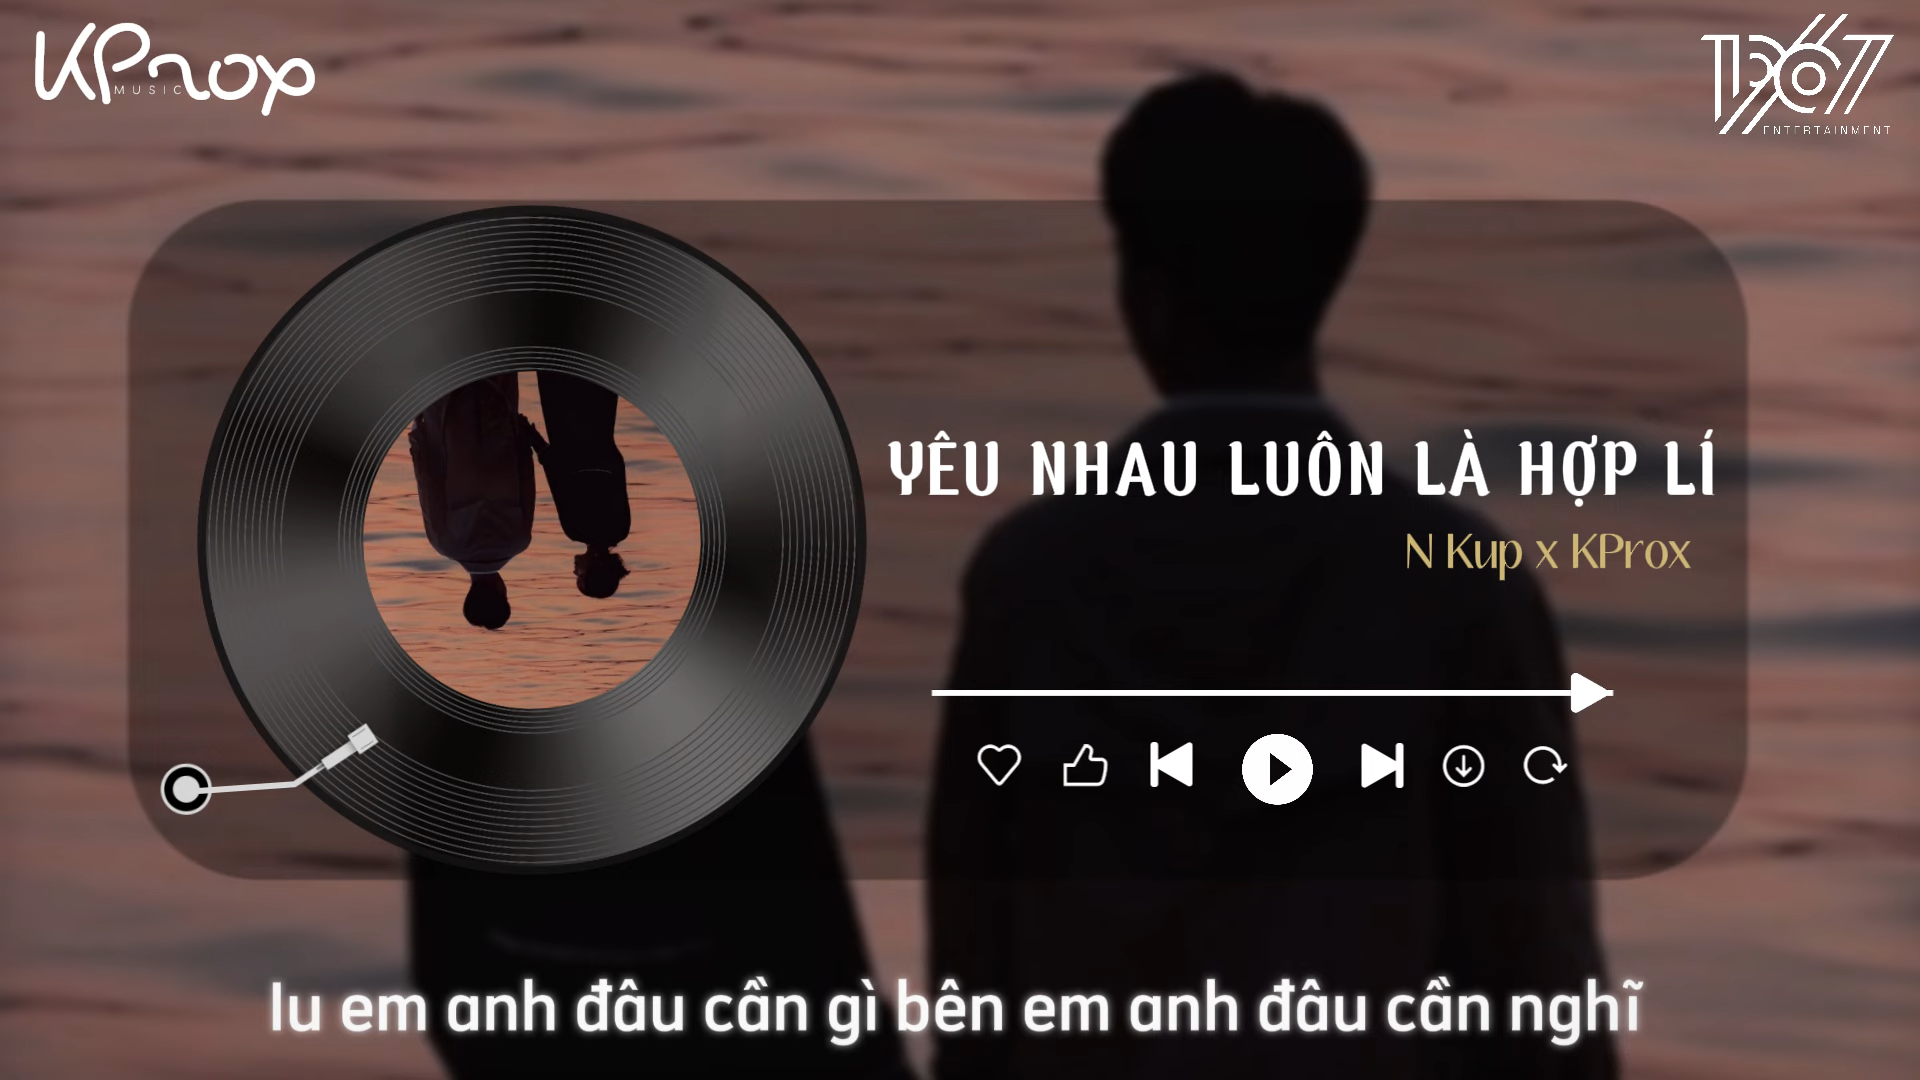 KProx
MUSIC
1967
ENTERTAINMENT
YÊU NHAU LUÔN LÀ HỢP LÍ
N Kup x KProx
Iu em anh đâu cần gì bên em anh đâu cần nghĩ